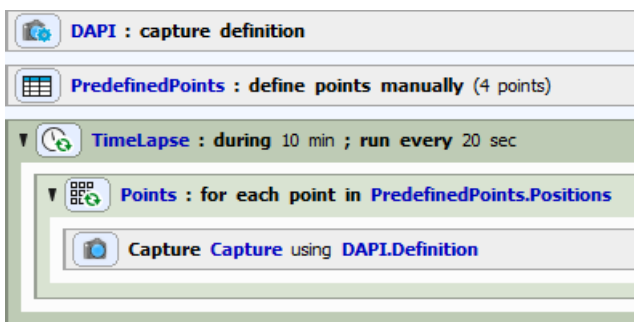 DAPI : capture definition
PredefinedPoints : define points manually (4 points)
TimeLapse : during 10 min ; run every 20 sec
Points : for each point in PredefinedPoints.Positions
Capture Capture using DAPI.Definition